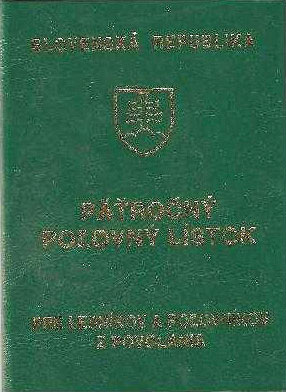 SLOVENSKÁ REPUBLIKA
PÄŤROČNÝ
POĽOVNÝ LÍSTOK
PRE LESNÍKOV A POĽOVNÍKOV
Z POVOLANIA